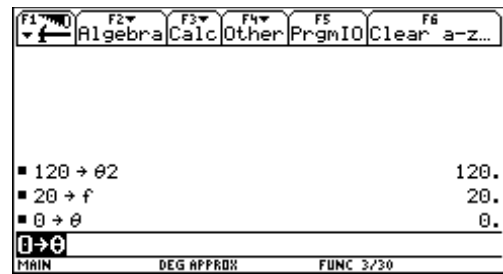 F1 F2 Algebra F3 Calc F4 Other F5 PrgmIO F6 Clear a-z…
120 → θ2 120.
20 → f 20.
0 → θ 0.
0→θ
MAIN DEG APPROX FUNC 3/30